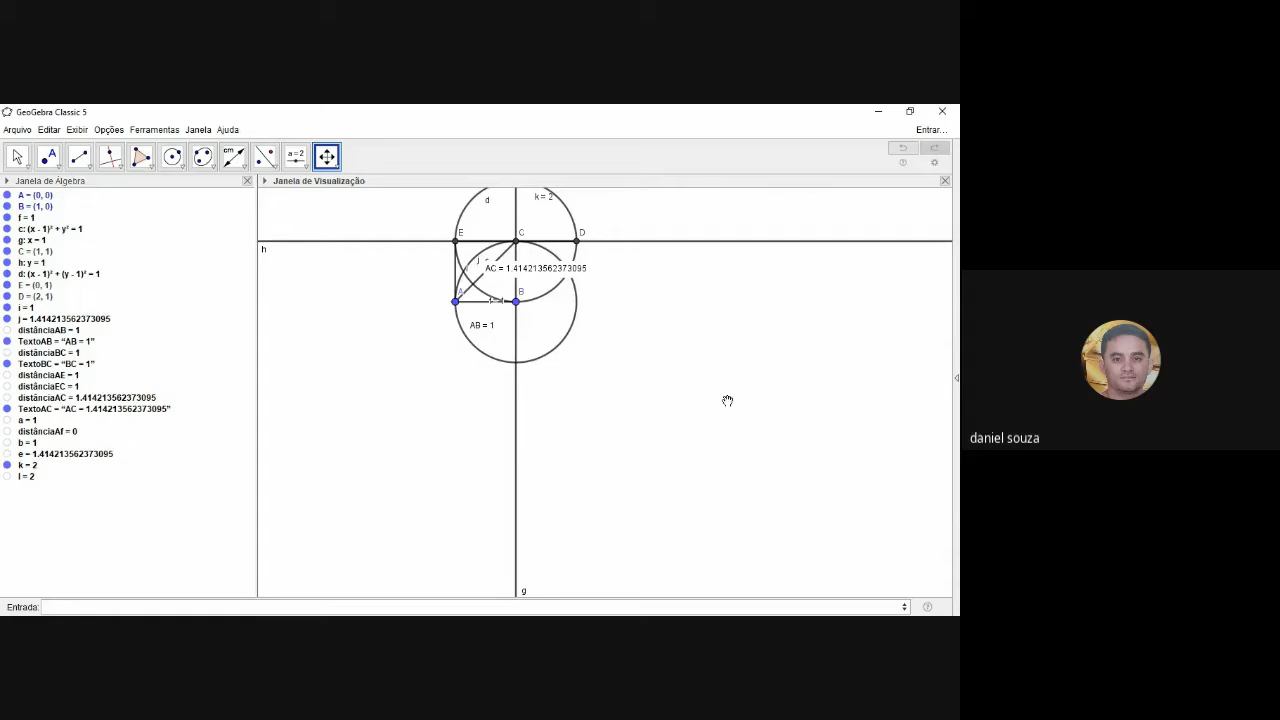 GeoGebra Classic 5
Arquivo Editar Exibir Opções Ferramentas Janela Ajuda
Entrar...
a = 2
Janela de Álgebra
Janela de Visualização
A = (0, 0)
B = (1, 0)
f = 1
c: (x - 1)² + y² = 1
g: x = 1
C = (1, 1)
h: y = 1
d: (x - 1)² + (y - 1)² = 1
E = (0, 1)
D = (2, 1)
i = 1
j = 1.414213562373095
distânciaAB = 1
TextoAB = “AB = 1”
distânciaBC = 1
TextoBC = “BC = 1”
distânciaAE = 1
distânciaEC = 1
distânciaAC = 1.414213562373095
TextoAC = “AC = 1.414213562373095”
a = 1
distânciaAf = 0
b = 1
e = 1.414213562373095
k = 2
l = 2
d
k = 2
E
C
D
h
j
AC = 1.414213562373095
A
B
AB = 1
g
Entrada:
daniel souza